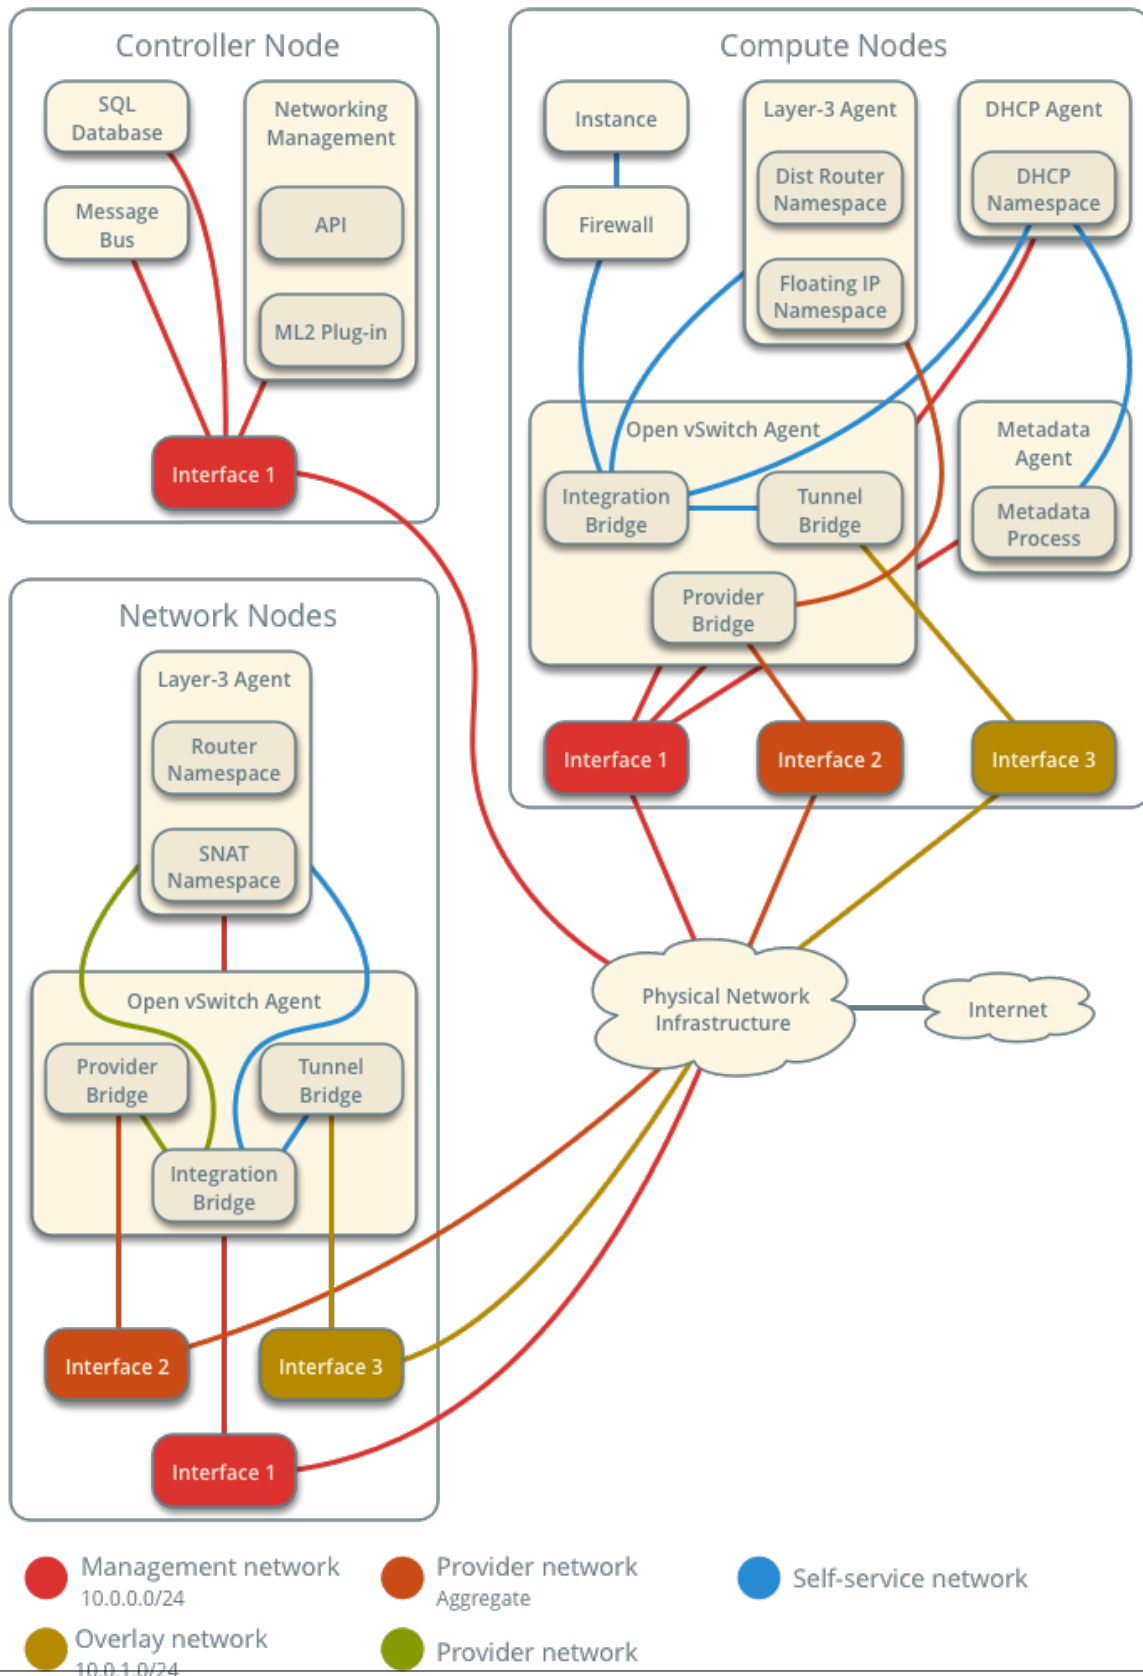 Controller Node
SQL
Database
Networking
Management
Message
Bus
API
ML2 Plug-in
Interface 1
Compute Nodes
Instance
Layer-3 Agent
DHCP Agent
Dist Router
Namespace
DHCP
Namespace
Firewall
Floating IP
Namespace
Open vSwitch Agent
Metadata
Agent
Integration
Bridge
Tunnel
Bridge
Metadata
Process
Provider
Bridge
Interface 1
Interface 2
Interface 3
Network Nodes
Layer-3 Agent
Router
Namespace
SNAT
Namespace
Open vSwitch Agent
Provider
Bridge
Tunnel
Bridge
Integration
Bridge
Interface 2
Interface 3
Interface 1
Physical Network
Infrastructure
Internet
Management network
10.0.0.0/24
Provider network
Aggregate
Self-service network
Overlay network
10.0.1.0/24
Provider network